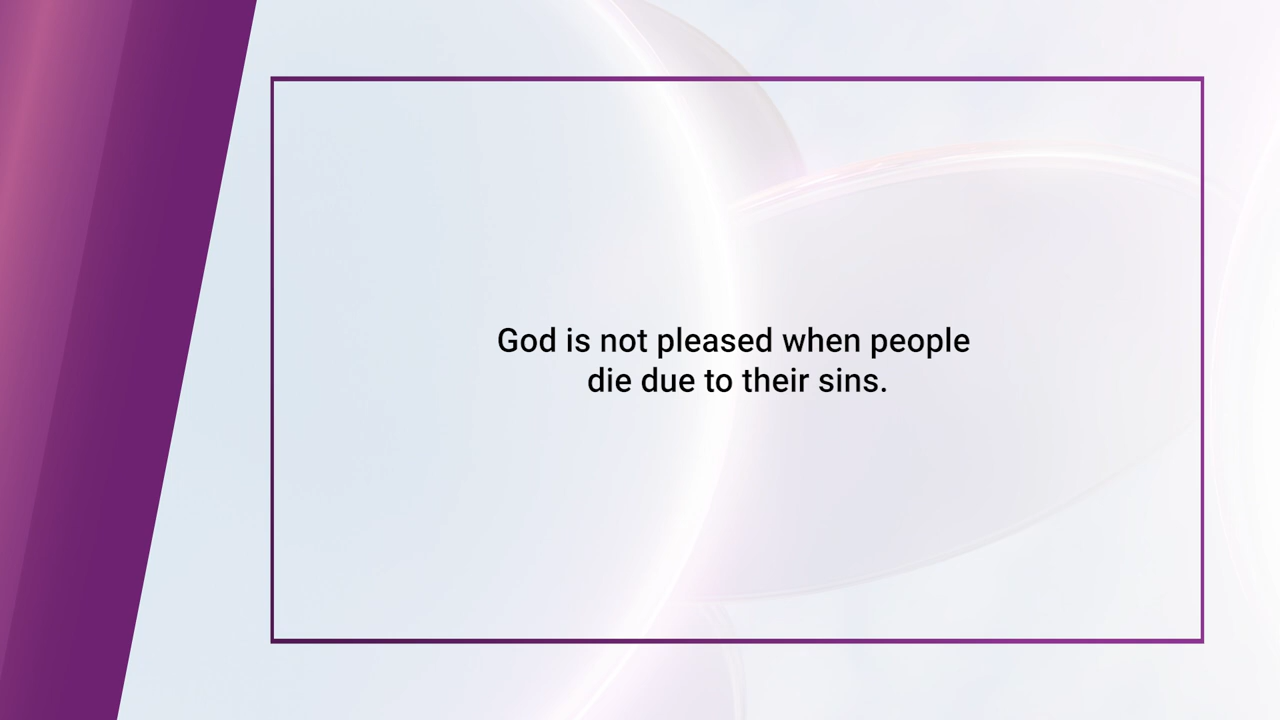 God is not pleased when people
die due to their sins.